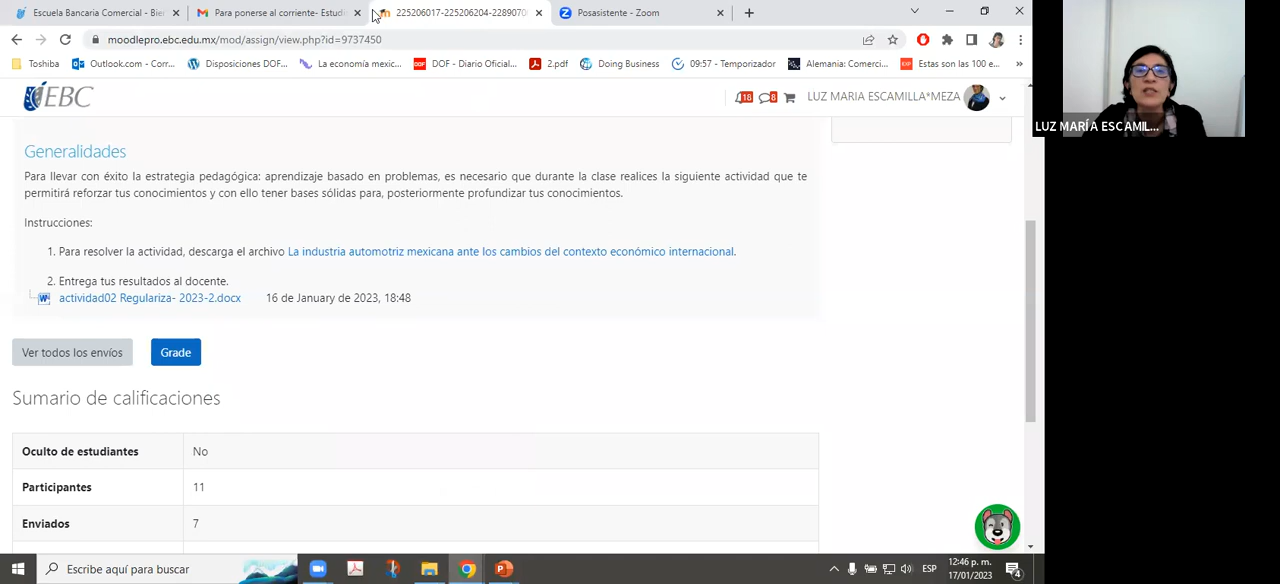 Escuela Bancaria Comercial - Bie
Para ponerse al corriente- Estudi
225206017-225206204-2289070
Posasistente - Zoom
moodlepro.ebc.edu.mx/mod/assign/view.php?id=9737450
Toshiba
Outlook.com - Corr...
Disposiciones DOF...
La economía mexic...
DOF - Diario Oficial...
2.pdf
Doing Business
09:57 - Temporizador
Alemania: Comerci...
Estas son las 100 e...
»
EBC
18
8
LUZ MARIA ESCAMILLA*MEZA
LUZ MARÍA ESCAMIL...
Generalidades
Para llevar con éxito la estrategia pedagógica: aprendizaje basado en problemas, es necesario que durante la clase realices la siguiente actividad que te
permitirá reforzar tus conocimientos y con ello tener bases sólidas para, posteriormente profundizar tus conocimientos.
Instrucciones:
1. Para resolver la actividad, descarga el archivo La industria automotriz mexicana ante los cambios del contexto económico internacional.
2. Entrega tus resultados al docente.
actividad02 Regulariza- 2023-2.docx 16 de January de 2023, 18:48
Ver todos los envíos
Grade
Sumario de calificaciones
Oculto de estudiantes No
Participantes 11
Enviados 7
Escribe aquí para buscar
ESP
12:46 p. m.
17/01/2023
4